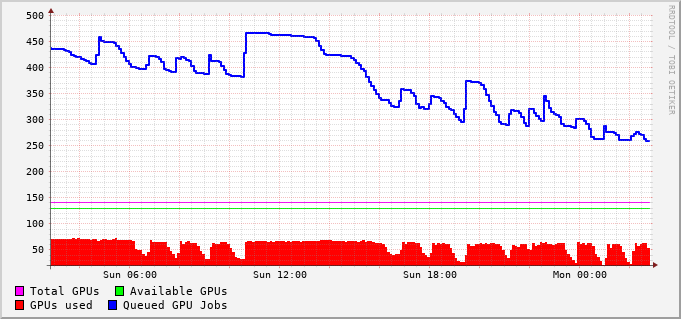 500
450
400
350
300
250
200
150
100
50
Sun 06:00 Sun 12:00 Sun 18:00 Mon 00:00
Total GPUs Available GPUs
GPUs used Queued GPU Jobs
RRDTOOL / TOBI OETIKER